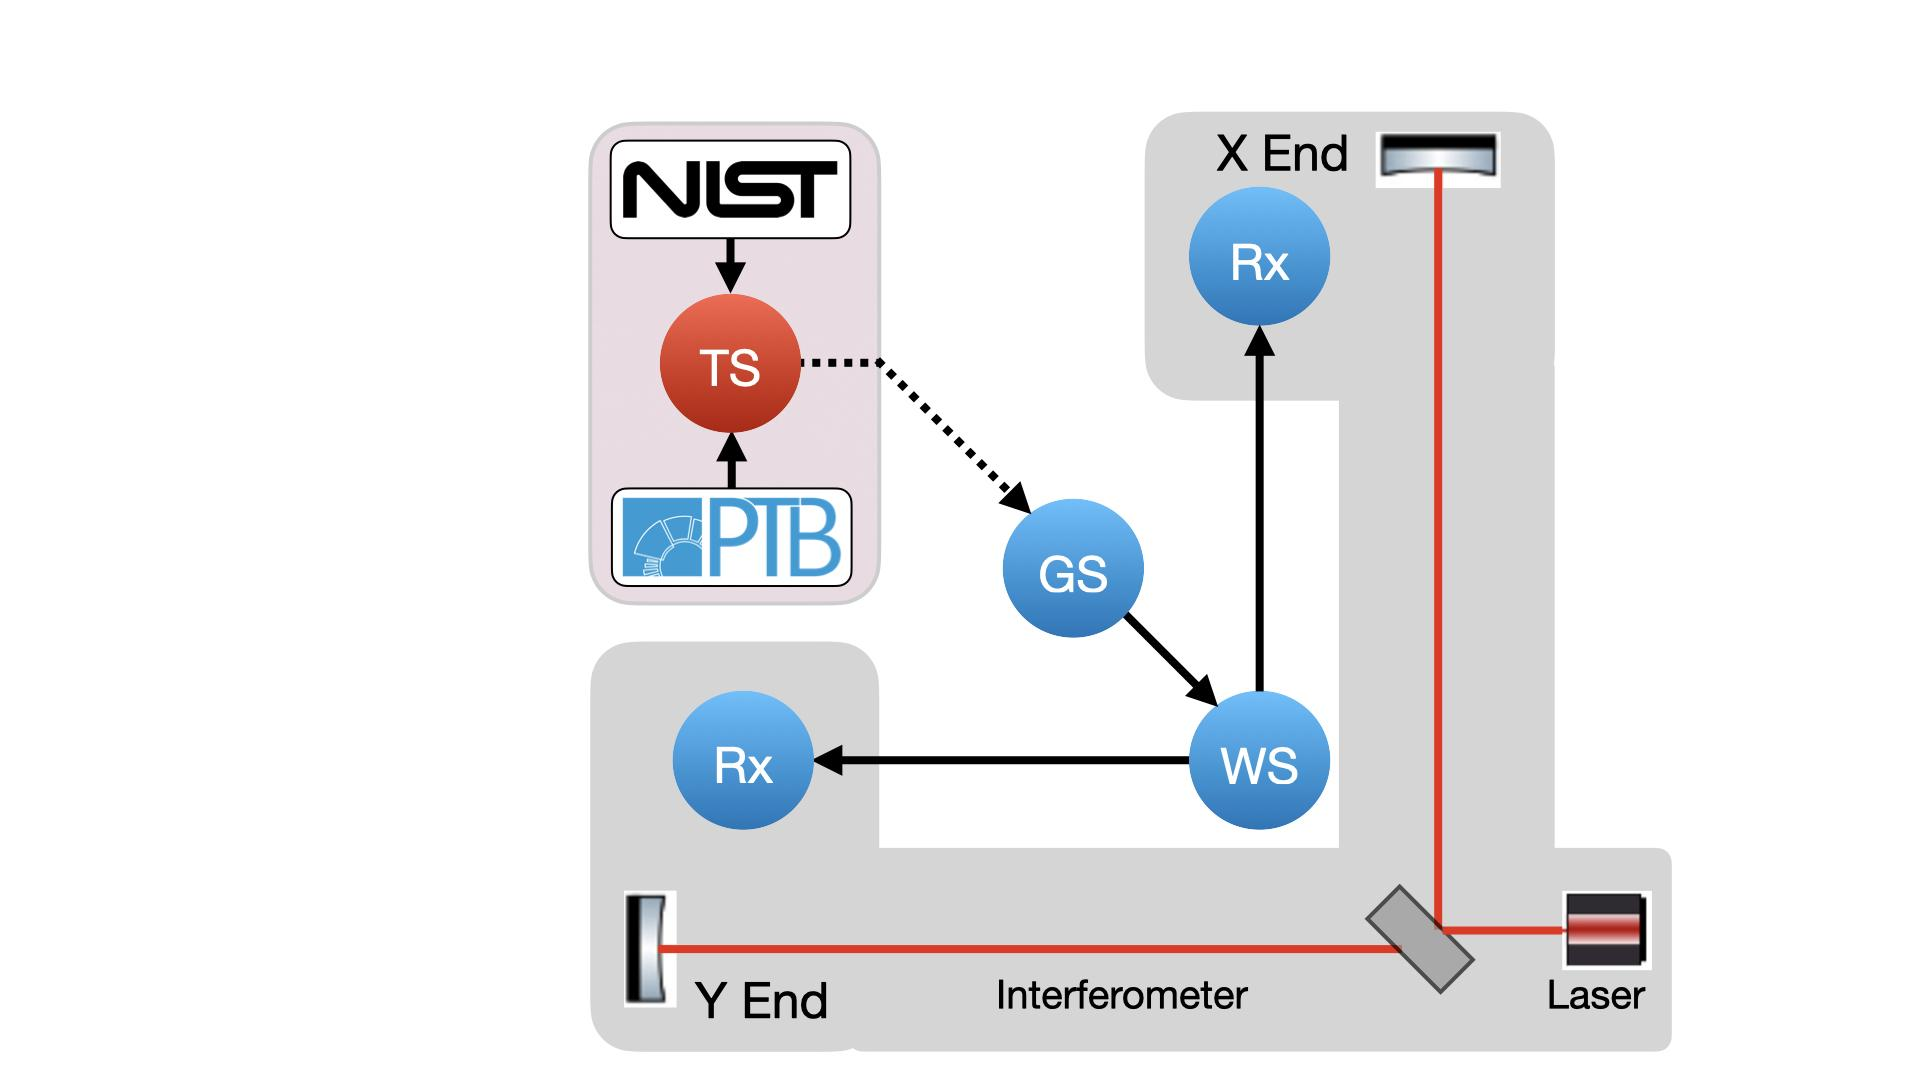 NIST
TS
PTB
X End
Rx
GS
Rx
WS
Y End
Interferometer
Laser